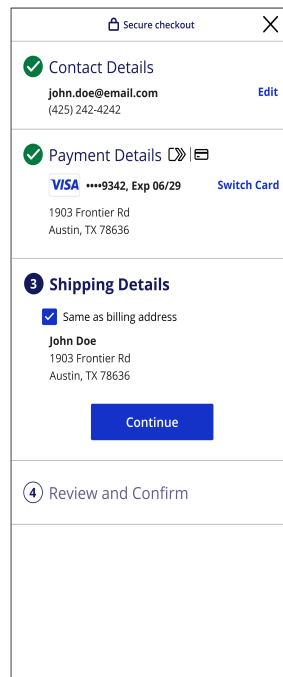 Secure checkout
Contact Details
john.doe@email.com Edit
(425) 242-4242
Payment Details
VISA ••••9342, Exp 06/29 Switch Card
1903 Frontier Rd
Austin, TX 78636
3 Shipping Details
Same as billing address
John Doe
1903 Frontier Rd
Austin, TX 78636
Continue
4 Review and Confirm